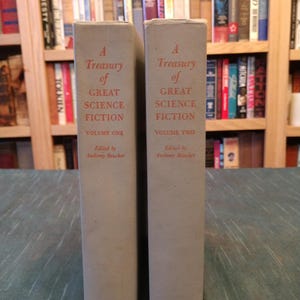 A
Treasury
of
GREAT
SCIENCE
FICTION
VOLUME ONE
Edited by
Anthony Boucher
A
Treasury
of
GREAT
SCIENCE
FICTION
VOLUME TWO
Edited by
Anthony Boucher
TOLKIEN